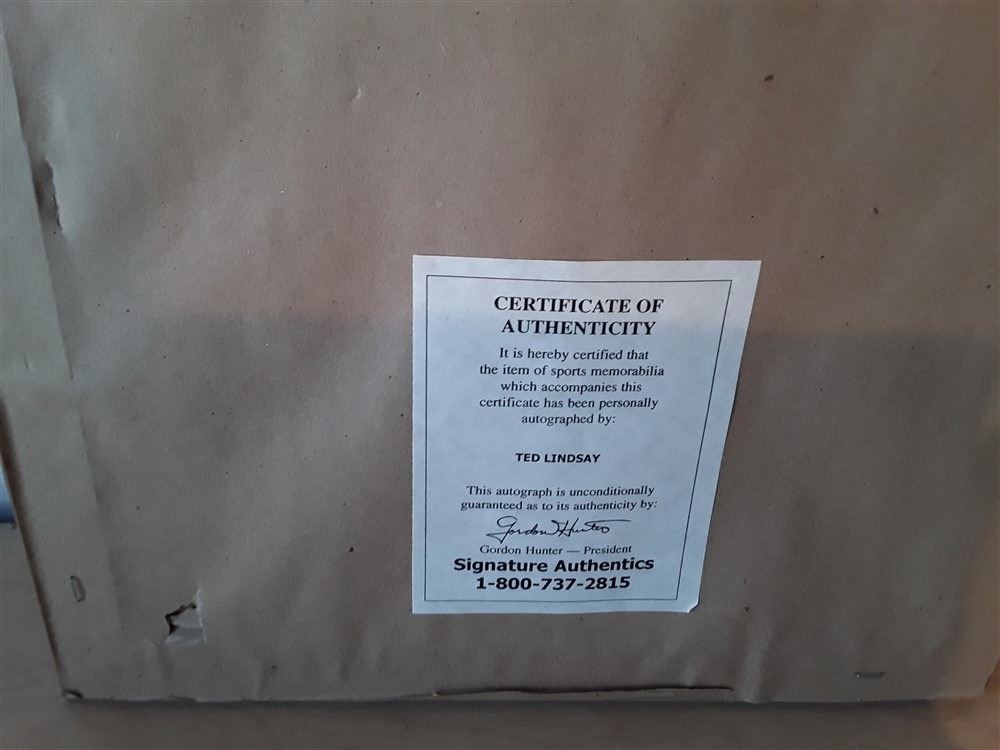 CERTIFICATE OF
AUTHENTICITY
It is hereby certified that
the item of sports memorabilia
which accompanies this
certificate has been personally
autographed by:
TED LINDSAY
This autograph is unconditionally
guaranteed as to its authenticity by:
Gordon Hunter
Gordon Hunter — President
Signature Authentics
1-800-737-2815